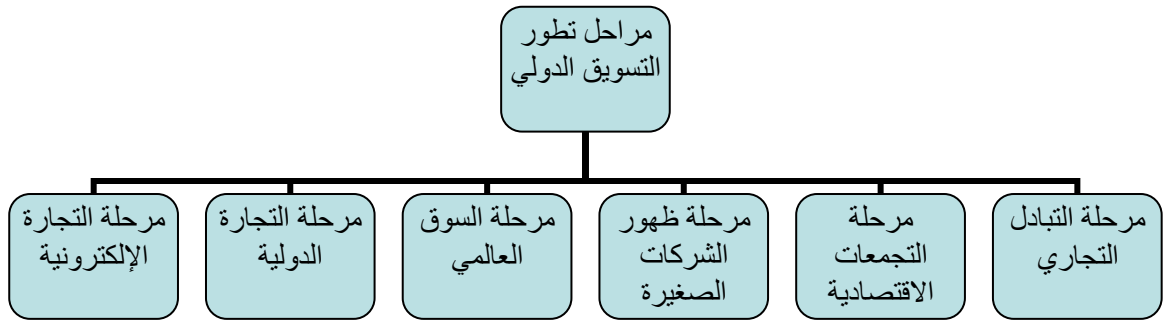 مراحل تطور
التسويق الدولي
مرحلة التبادل
التجاري
مرحلة
التجمعات
الاقتصادية
مرحلة ظهور
الشركات
الصغيرة
مرحلة السوق
العالمي
مرحلة التجارة
الدولية
مرحلة التجارة
الإلكترونية